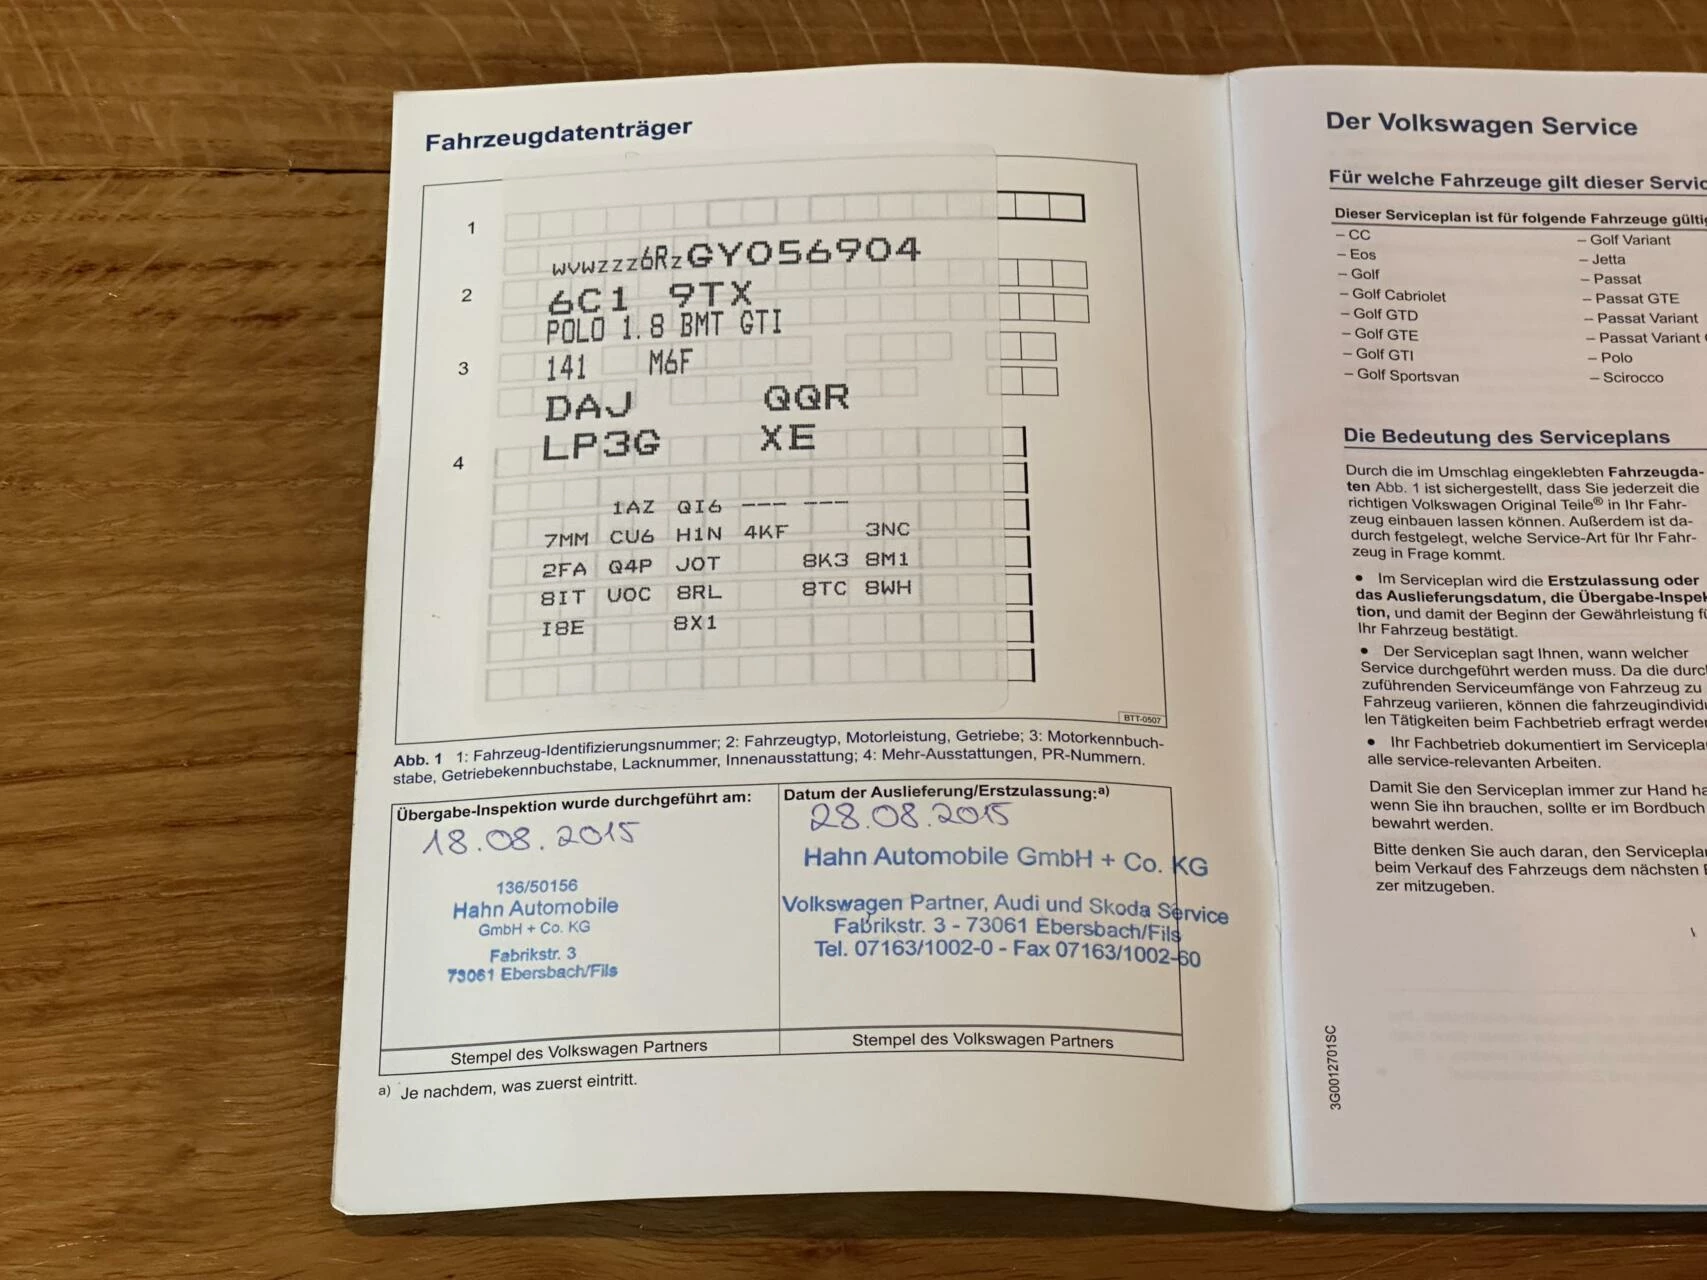 Fahrzeugdatenträger
1
WVWZZZ6RZGY056904
2
6C1 9TX
POLO 1.8 BMT GTI
3
141 M6F
DAJ QQR
4
LP3G XE
1AZ QI6 --- ---
7MM CU6 H1N 4KF 3NC
2FA Q4P J0T 8K3 8M1
8IT U0C 8RL 8TC 8WH
I8E 8X1
BTT-0507
Abb. 1 1: Fahrzeug-Identifizierungsnummer; 2: Fahrzeugtyp, Motorleistung, Getriebe; 3: Motorkennbuch-
stabe, Getriebekennbuchstabe, Lacknummer, Innenausstattung; 4: Mehr-Ausstattungen, PR-Nummern.
Übergabe-Inspektion wurde durchgeführt am:
18.08.2015
136/50156
Hahn Automobile
GmbH + Co. KG
Fabrikstr. 3
73061 Ebersbach/Fils
Stempel des Volkswagen Partners
Datum der Auslieferung/Erstzulassung:a)
28.08.2015
Hahn Automobile GmbH + Co. KG
Volkswagen Partner, Audi und Skoda Service
Fabrikstr. 3 - 73061 Ebersbach/Fils
Tel. 07163/1002-0 - Fax 07163/1002-60
Stempel des Volkswagen Partners
a) Je nachdem, was zuerst eintritt.
Der Volkswagen Service
Für welche Fahrzeuge gilt dieser Servic
Dieser Serviceplan ist für folgende Fahrzeuge gültig
– CC
– Eos
– Golf
– Golf Cabriolet
– Golf GTD
– Golf GTE
– Golf GTI
– Golf Sportsvan
– Golf Variant
– Jetta
– Passat
– Passat GTE
– Passat Variant
– Passat Variant
– Polo
– Scirocco
Die Bedeutung des Serviceplans
Durch die im Umschlag eingeklebten Fahrzeugda-
ten Abb. 1 ist sichergestellt, dass Sie jederzeit die
richtigen Volkswagen Original Teile® in Ihr Fahr-
zeug einbauen lassen können. Außerdem ist da-
durch festgelegt, welche Service-Art für Ihr Fahr-
zeug in Frage kommt.
• Im Serviceplan wird die Erstzulassung oder
das Auslieferungsdatum, die Übergabe-Inspek
tion, und damit der Beginn der Gewährleistung fü
Ihr Fahrzeug bestätigt.
• Der Serviceplan sagt Ihnen, wann welcher
Service durchgeführt werden muss. Da die durc
zuführenden Serviceumfänge von Fahrzeug zu
Fahrzeug variieren, können die fahrzeugindividu
len Tätigkeiten beim Fachbetrieb erfragt werde
• Ihr Fachbetrieb dokumentiert im Servicepla
alle service-relevanten Arbeiten.
Damit Sie den Serviceplan immer zur Hand ha
wenn Sie ihn brauchen, sollte er im Bordbuch
bewahrt werden.
Bitte denken Sie auch daran, den Serviceplan
beim Verkauf des Fahrzeugs dem nächsten B
zer mitzugeben.
3G0012701SC